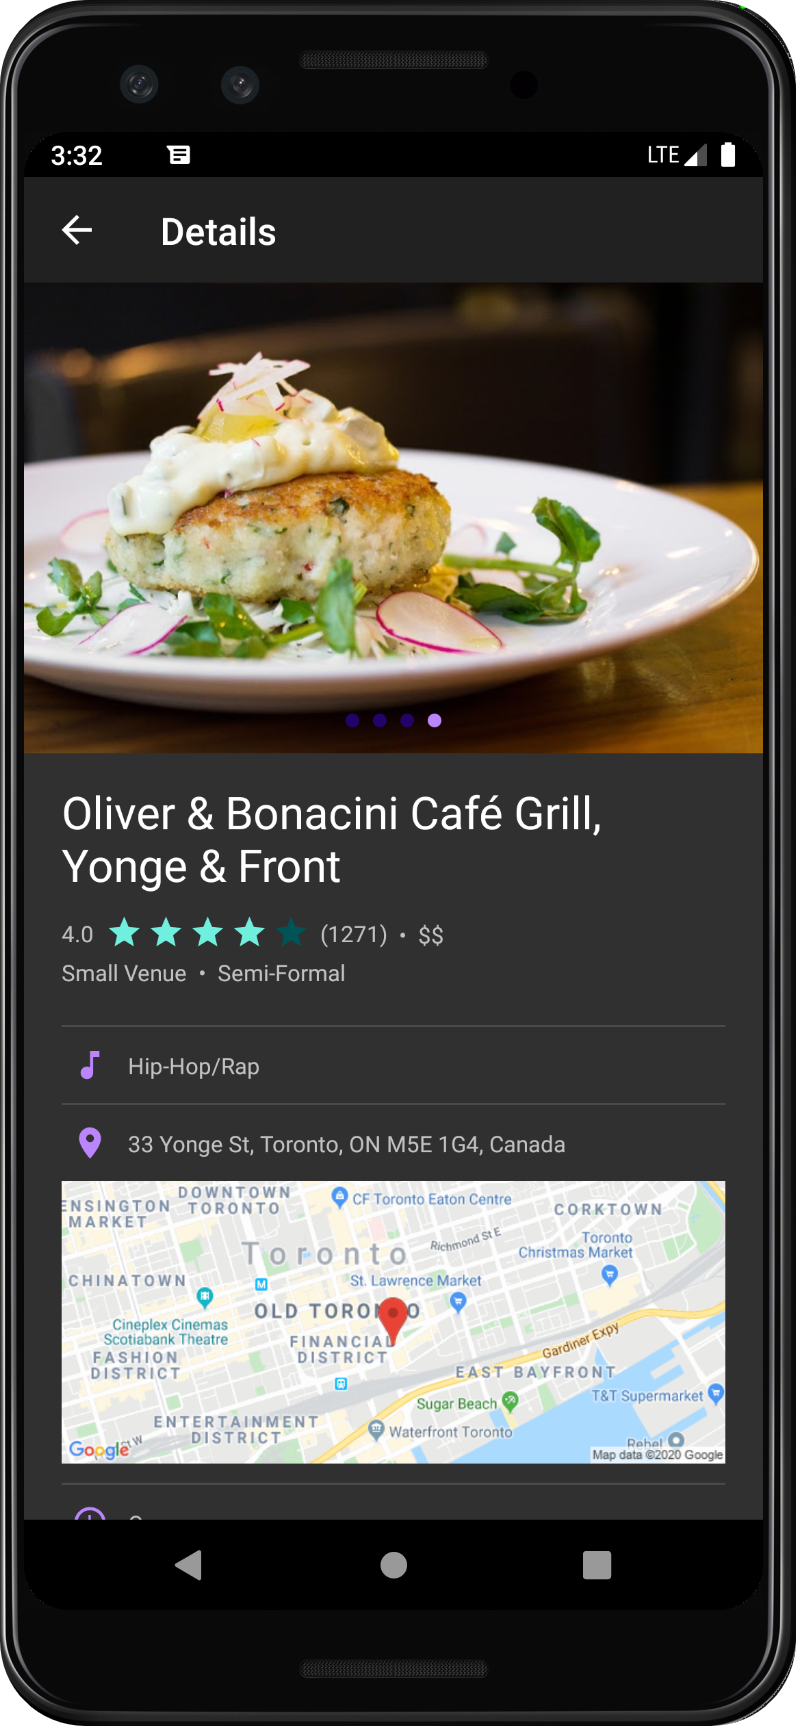 3:32
LTE
Details
Oliver & Bonacini Café Grill,
Yonge & Front
4.0 (1271) • $$
Small Venue • Semi-Formal
Hip-Hop/Rap
33 Yonge St, Toronto, ON M5E 1G4, Canada
DOWNTOWN
TORONTO
ENSINGTON
MARKET
CF Toronto Eaton Centre
CORKTOWN
Toronto
Richmond St E
Toronto
Christmas Market
CHINATOWN
M
St. Lawrence Market
OLD TORON O
Cineplex Cinemas
Scotiabank Theatre
FINANCIAL
DISTRICT
Gardiner Expy
FASHION
DISTRICT
EAST BAYFRONT
T&T Supermarket
Sugar Beach
ENTERTAINMENT
DISTRICT
Waterfront Toronto
Rebel
Google
Map data ©2020 Google